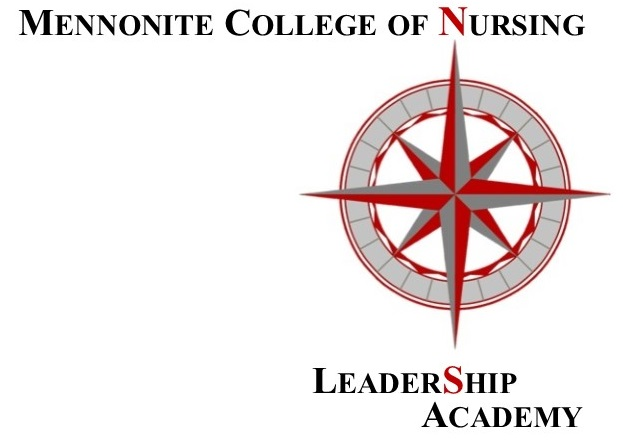 Mennonite College of Nursing
LeaderShip
Academy